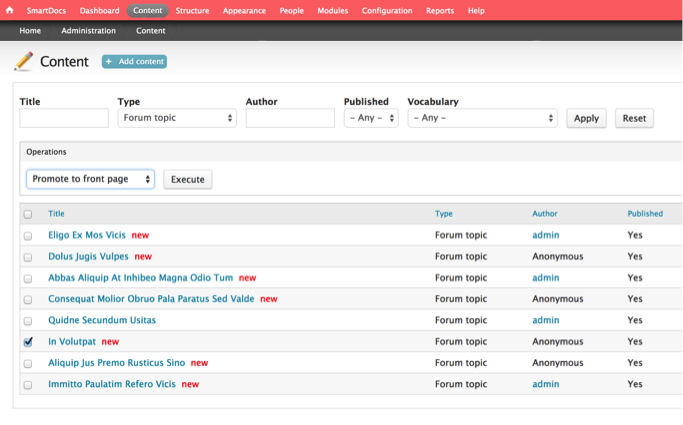 SmartDocs Dashboard Content Structure Appearance People Modules Configuration Reports Help
Home Administration Content
Content + Add content
Title Type Author Published Vocabulary
Forum topic - Any - - Any - Apply Reset
Operations
Promote to front page Execute
Title Type Author Published
Eligo Ex Mos Vicis new Forum topic admin Yes
Dolus Jugis Vulpes new Forum topic Anonymous Yes
Abbas Aliquip At Inhibeo Magna Odio Tum new Forum topic admin Yes
Consequat Molior Obruo Pala Paratus Sed Valde new Forum topic Anonymous Yes
Quidne Secundum Usitas Forum topic admin Yes
In Volutpat new Forum topic Anonymous Yes
Aliquip Jus Premo Rusticus Sino new Forum topic Anonymous Yes
Immitto Paulatim Refero Vicis new Forum topic admin Yes